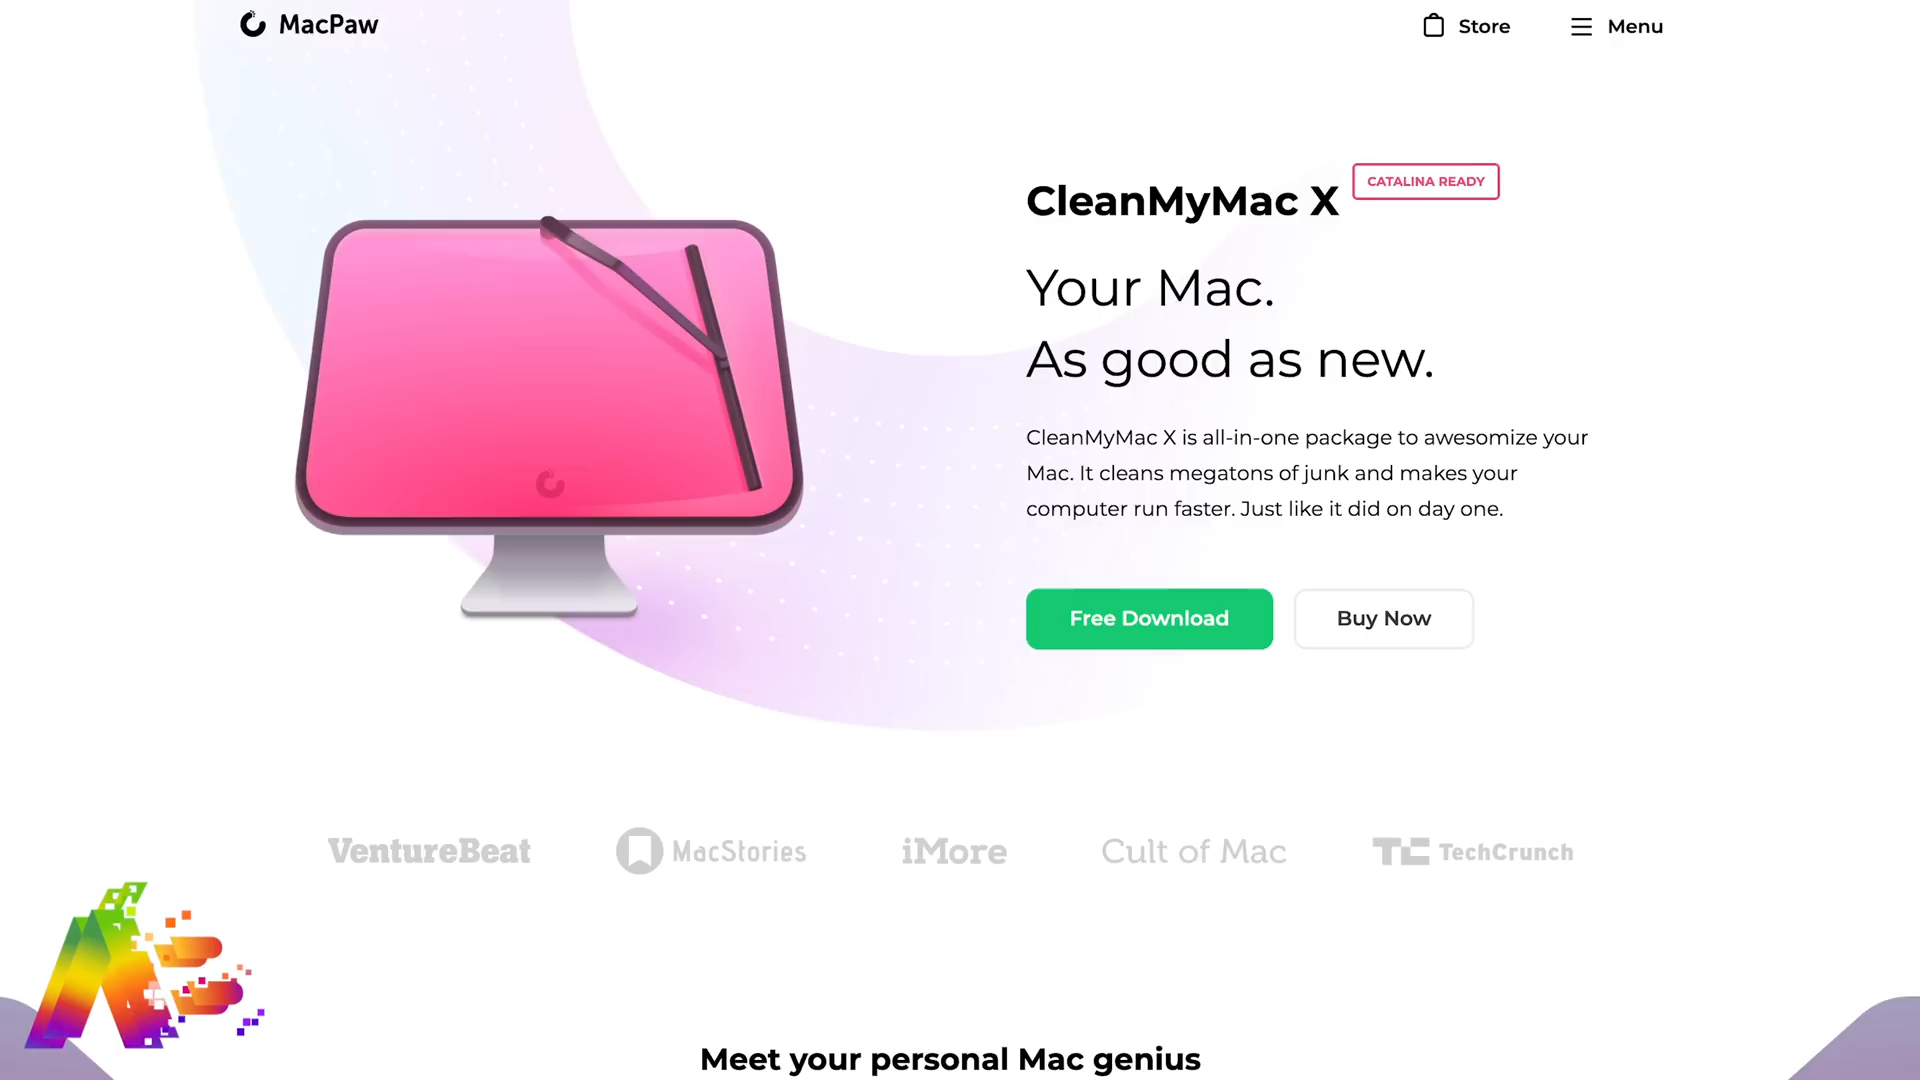 MacPaw
Store
Menu
CleanMyMac X
CATALINA READY
Your Mac.
As good as new.
CleanMyMac X is all-in-one package to awesomize your
Mac. It cleans megatons of junk and makes your
computer run faster. Just like it did on day one.
Free Download
Buy Now
VentureBeat
MacStories
iMore
Cult of Mac
TC TechCrunch
Meet your personal Mac genius